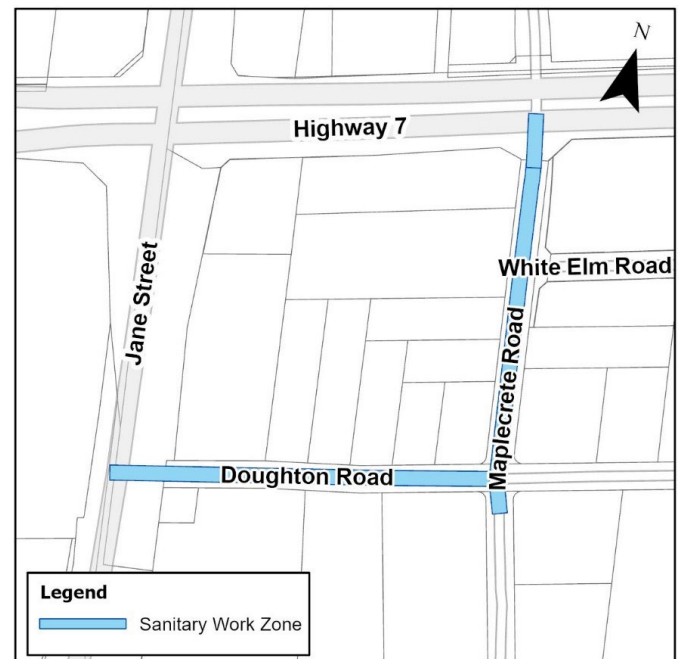 N
Highway 7
White Elm Road
Jane Street
Maplecrete Road
Doughton Road
Legend
Sanitary Work Zone